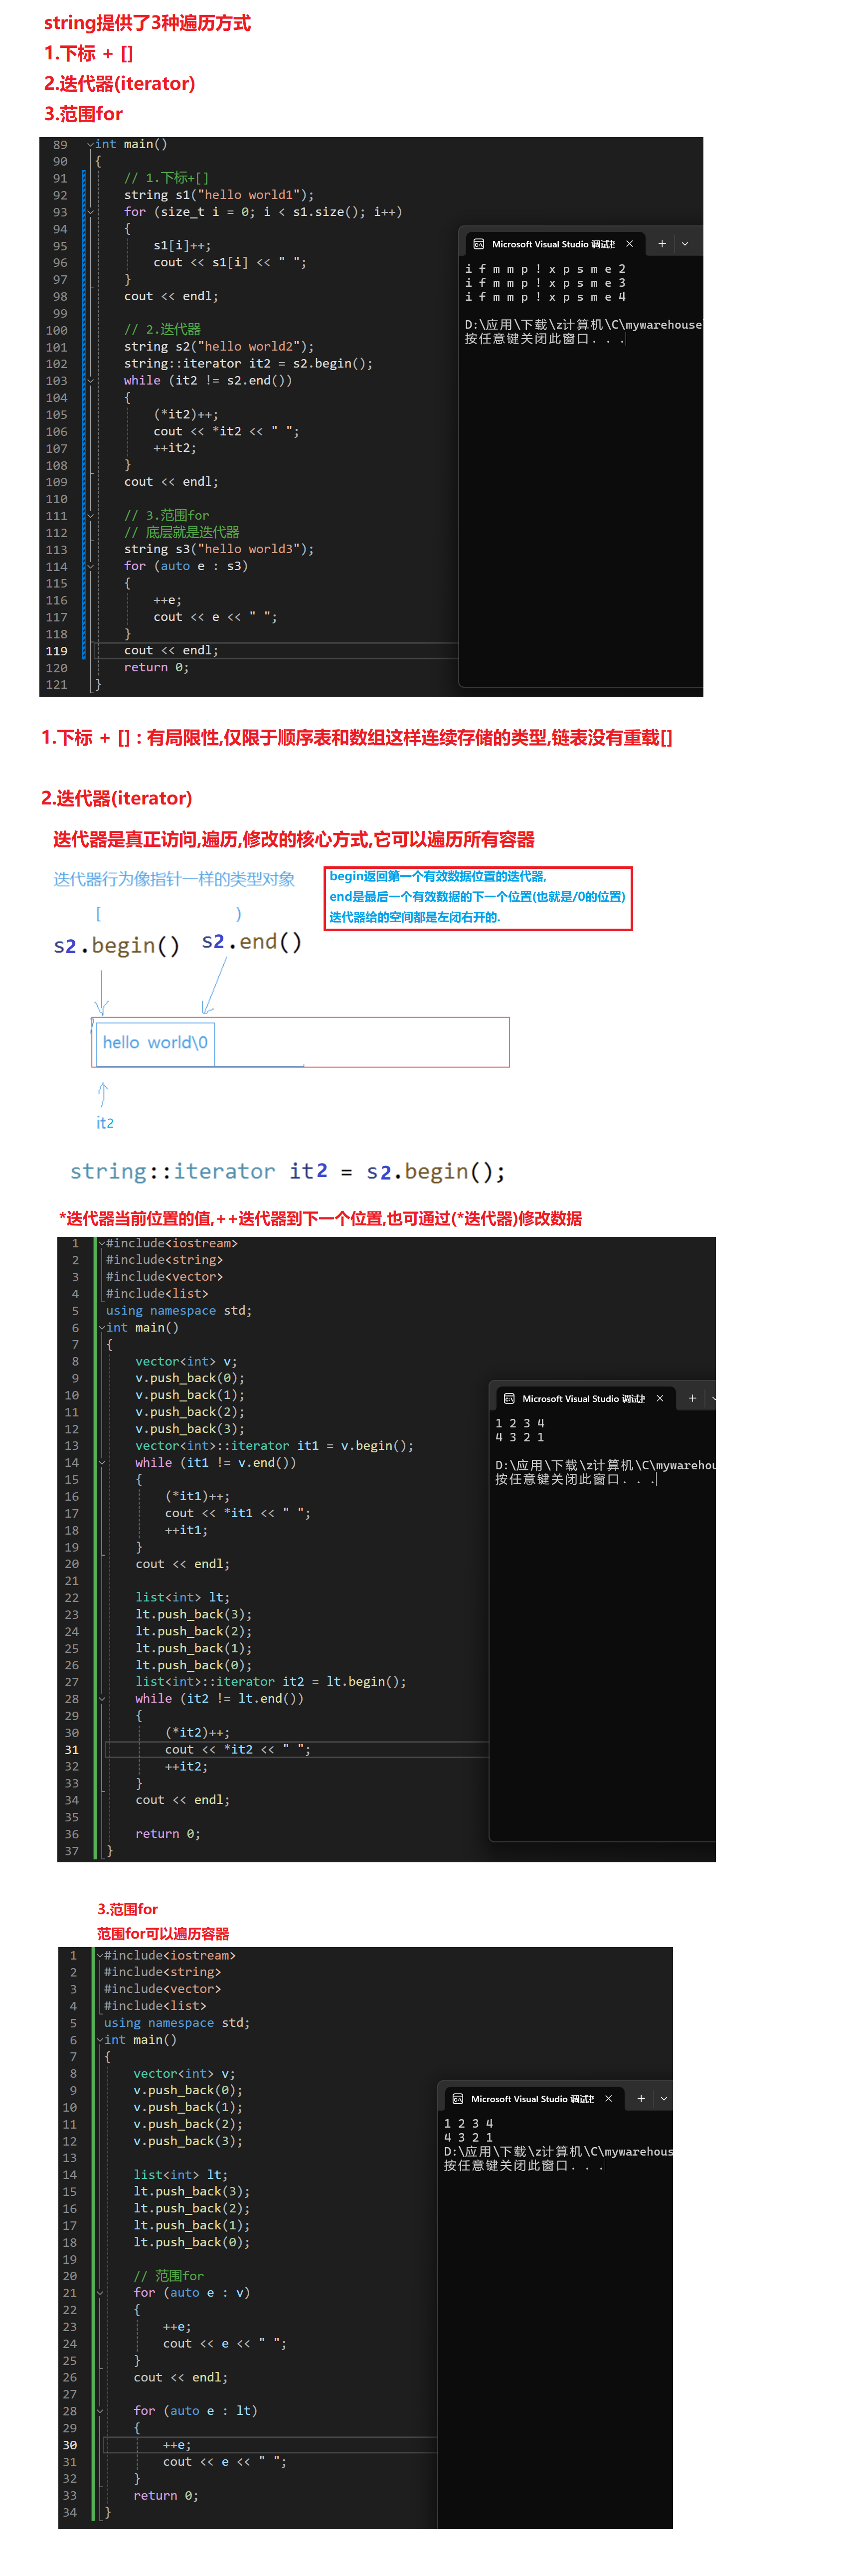 string提供了3种遍历方式
1.下标 + []
2.迭代器(iterator)
3.范围for
89 int main()
90 {
91 // 1.下标+[]
92 string s1("hello world1");
93 for (size_t i = 0; i < s1.size(); i++)
94 {
95 s1[i]++;
96 cout << s1[i] << " ";
97 }
98 cout << endl;
99
100 // 2.迭代器
101 string s2("hello world2");
102 string::iterator it2 = s2.begin();
103 while (it2 != s2.end())
104 {
105 (*it2)++;
106 cout << *it2 << " ";
107 ++it2;
108 }
109 cout << endl;
110
111 // 3.范围for
112 // 底层就是迭代器
113 string s3("hello world3");
114 for (auto e : s3)
115 {
116 ++e;
117 cout << e << " ";
118 }
119 cout << endl;
120 return 0;
121 }
Microsoft Visual Studio 调试
i f m m p ! x p s m e 2
i f m m p ! x p s m e 3
i f m m p ! x p s m e 4
D:\应用\下载\z计算机\C\mywarehouse
按任意键关闭此窗口. . .
1.下标 + [] : 有局限性,仅限于顺序表和数组这样连续存储的类型,链表没有重载[]
2.迭代器(iterator)
迭代器是真正访问,遍历,修改的核心方式,它可以遍历所有容器
迭代器行为像指针一样的类型对象
begin返回第一个有效数据位置的迭代器,
end是最后一个有效数据的下一个位置(也就是/0的位置)
迭代器给的空间都是左闭右开的.
[ )
s2.begin() s2.end()
hello world\0
it2
string::iterator it2 = s2.begin();
*迭代器当前位置的值,++迭代器到下一个位置,也可通过(*迭代器)修改数据
1 #include<iostream>
2 #include<string>
3 #include<vector>
4 #include<list>
5 using namespace std;
6 int main()
7 {
8 vector<int> v;
9 v.push_back(0);
10 v.push_back(1);
11 v.push_back(2);
12 v.push_back(3);
13 vector<int>::iterator it1 = v.begin();
14 while (it1 != v.end())
15 {
16 (*it1)++;
17 cout << *it1 << " ";
18 ++it1;
19 }
20 cout << endl;
21
22 list<int> lt;
23 lt.push_back(3);
24 lt.push_back(2);
25 lt.push_back(1);
26 lt.push_back(0);
27 list<int>::iterator it2 = lt.begin();
28 while (it2 != lt.end())
29 {
30 (*it2)++;
31 cout << *it2 << " ";
32 ++it2;
33 }
34 cout << endl;
35
36 return 0;
37 }
Microsoft Visual Studio 调试
1 2 3 4
4 3 2 1
D:\应用\下载\z计算机\C\mywarehou
按任意键关闭此窗口. . .
3.范围for
范围for可以遍历容器
1 #include<iostream>
2 #include<string>
3 #include<vector>
4 #include<list>
5 using namespace std;
6 int main()
7 {
8 vector<int> v;
9 v.push_back(0);
10 v.push_back(1);
11 v.push_back(2);
12 v.push_back(3);
13
14 list<int> lt;
15 lt.push_back(3);
16 lt.push_back(2);
17 lt.push_back(1);
18 lt.push_back(0);
19
20 // 范围for
21 for (auto e : v)
22 {
23 ++e;
24 cout << e << " ";
25 }
26 cout << endl;
27
28 for (auto e : lt)
29 {
30 ++e;
31 cout << e << " ";
32 }
33 return 0;
34 }
Microsoft Visual Studio 调试
1 2 3 4
4 3 2 1
D:\应用\下载\z计算机\C\mywarehous
按任意键关闭此窗口. . .